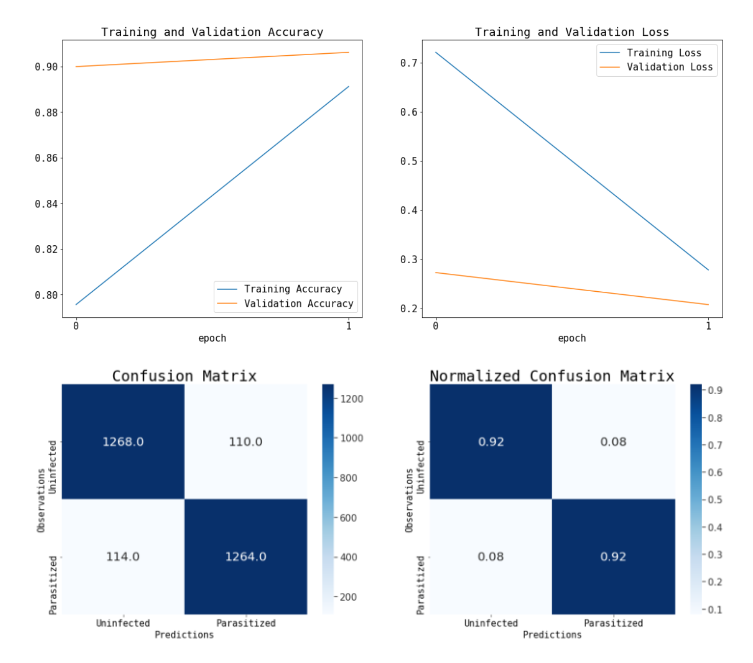 Training and Validation Accuracy
0.90
0.88
0.86
0.84
0.82
0.80
Training Accuracy
Validation Accuracy
0
1
epoch
Training and Validation Loss
0.7
0.6
0.5
0.4
0.3
0.2
Training Loss
Validation Loss
0
1
epoch
Confusion Matrix
Observations
Uninfected
Parasitized
1268.0
110.0
114.0
1264.0
Uninfected
Parasitized
Predictions
1200
1000
800
600
400
200
Normalized Confusion Matrix
Observations
Uninfected
Parasitized
0.92
0.08
0.08
0.92
Uninfected
Parasitized
Predictions
0.9
0.8
0.7
0.6
0.5
0.4
0.3
0.2
0.1